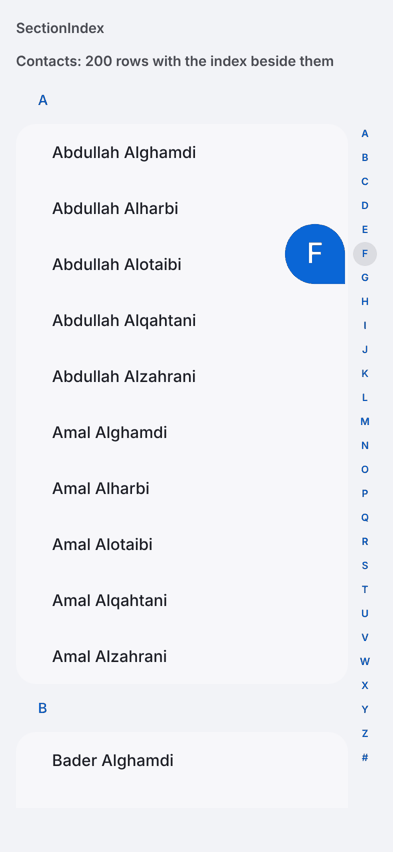 SectionIndex
Contacts: 200 rows with the index beside them
A
Abdullah Alghamdi
Abdullah Alharbi
Abdullah Alotaibi
Abdullah Alqahtani
Abdullah Alzahrani
Amal Alghamdi
Amal Alharbi
Amal Alotaibi
Amal Alqahtani
Amal Alzahrani
B
Bader Alghamdi
F
A
B
C
D
E
F
G
H
I
J
K
L
M
N
O
P
Q
R
S
T
U
V
W
X
Y
Z
#